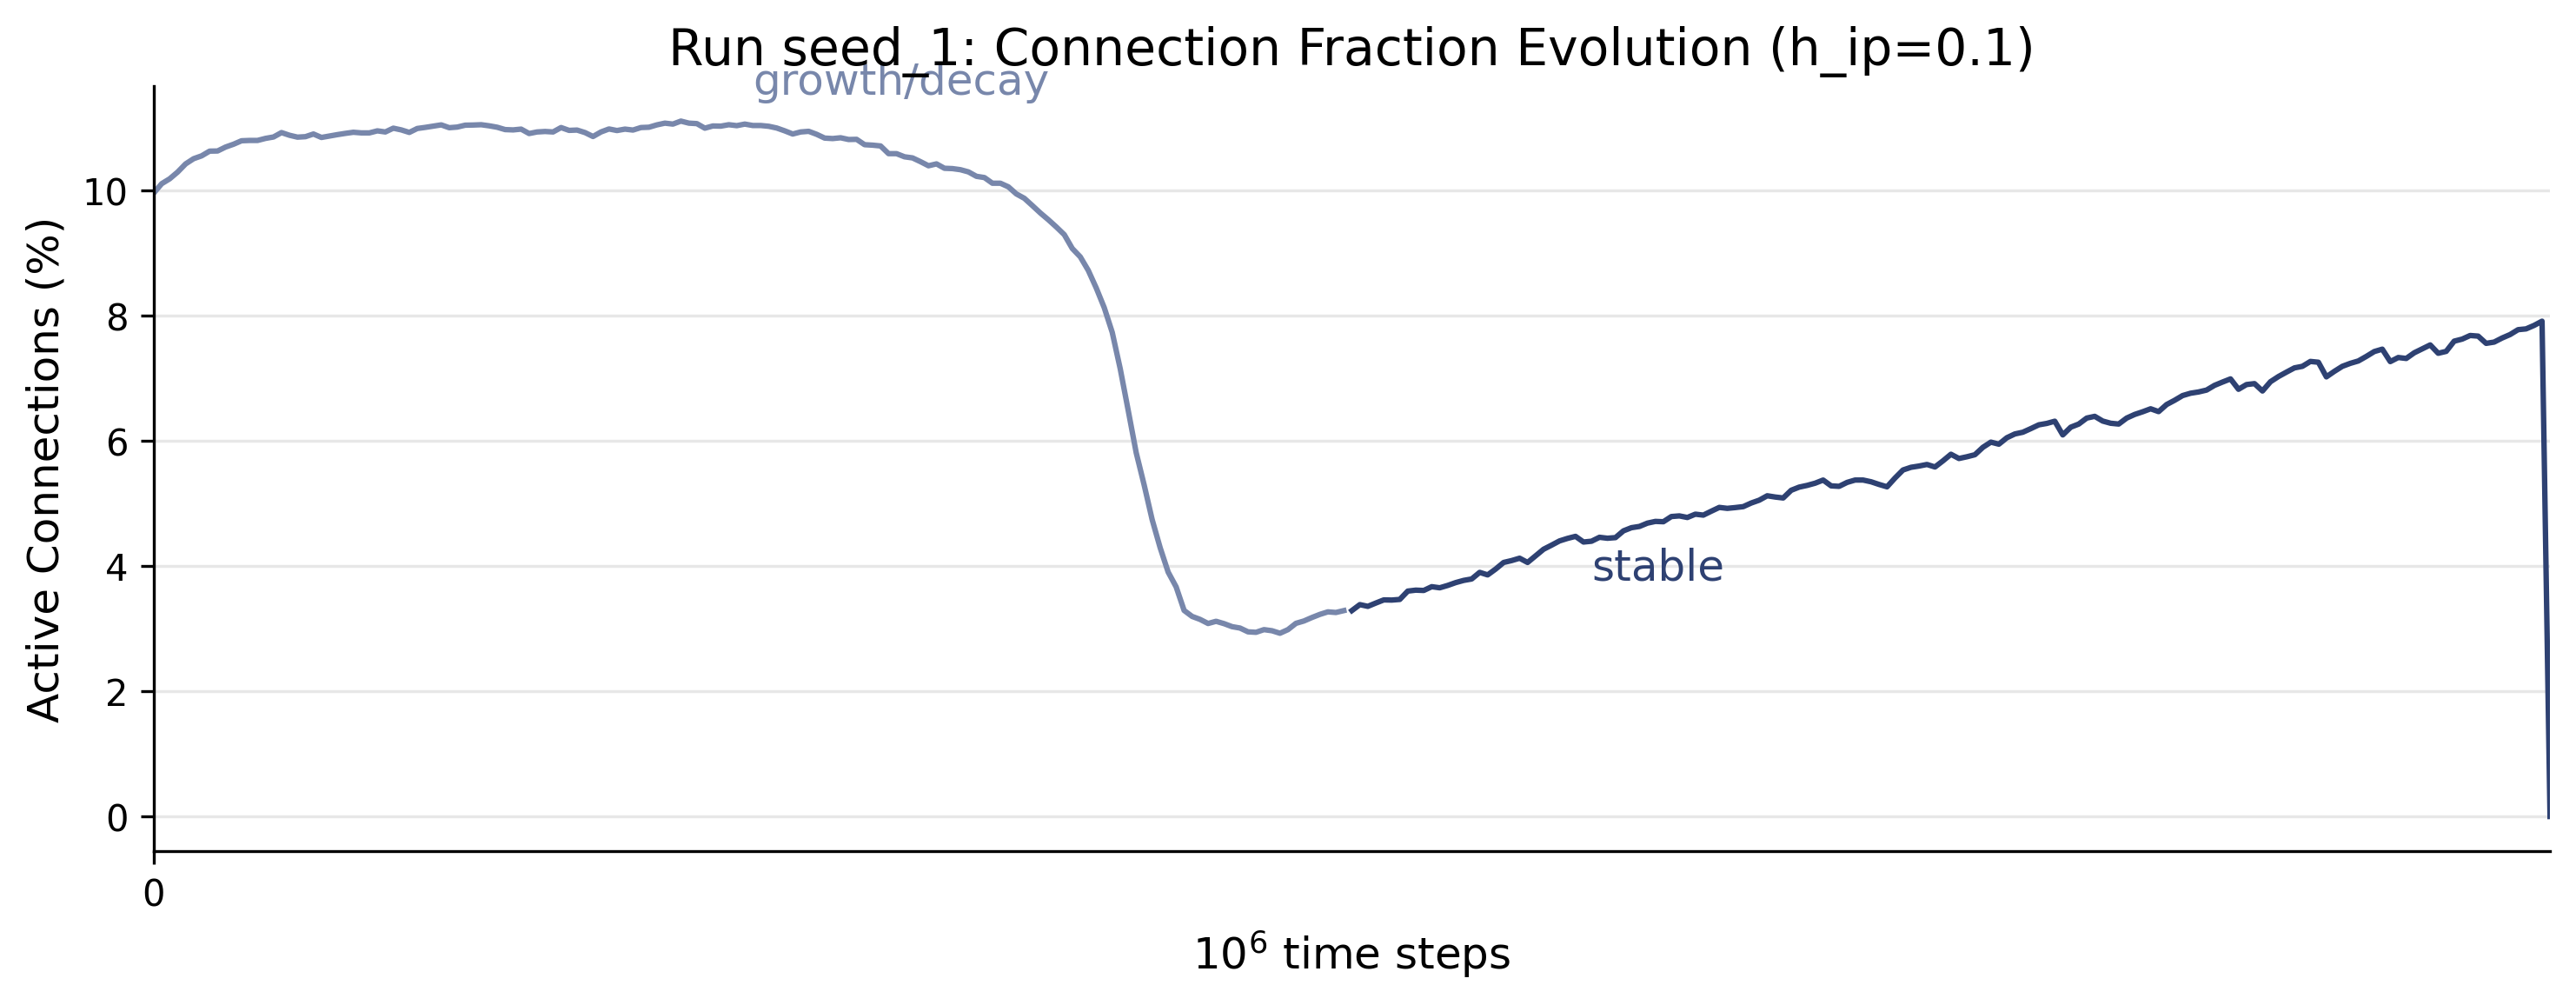 Run seed_1: Connection Fraction Evolution (h_ip=0.1)
growth/decay
Active Connections (%)
10
8
6
4
2
0
stable
0
10⁶ time steps